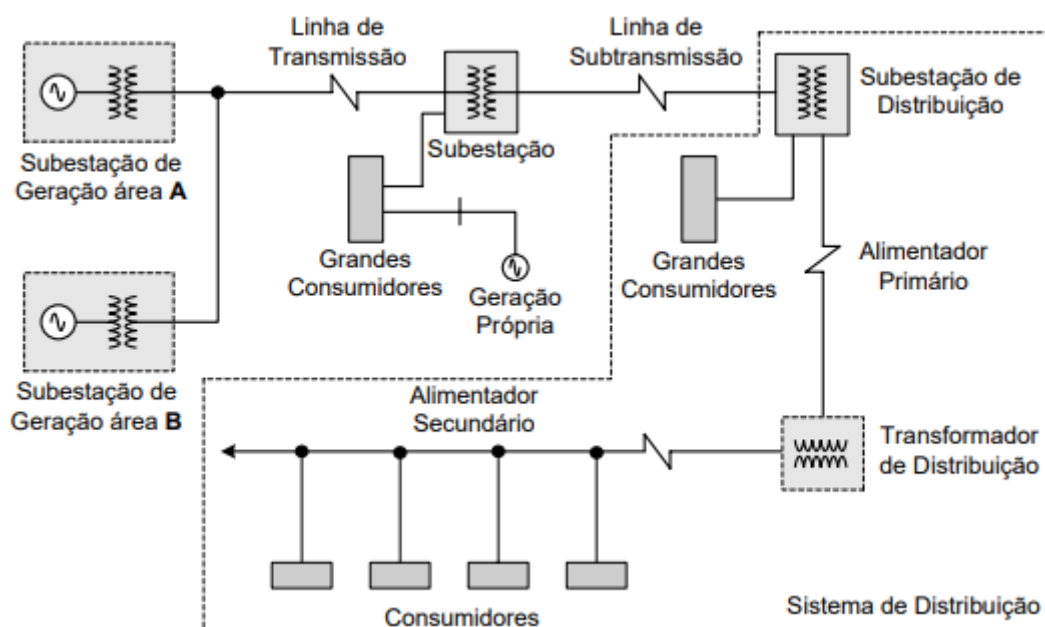 Linha de
Transmissão
Linha de
Subtransmissão
Subestação de
Distribuição
Subestação de
Geração área A
Subestação
Grandes
Consumidores
Geração
Própria
Grandes
Consumidores
Alimentador
Primário
Subestação de
Geração área B
Alimentador
Secundário
Transformador
de Distribuição
Consumidores
Sistema de Distribuição